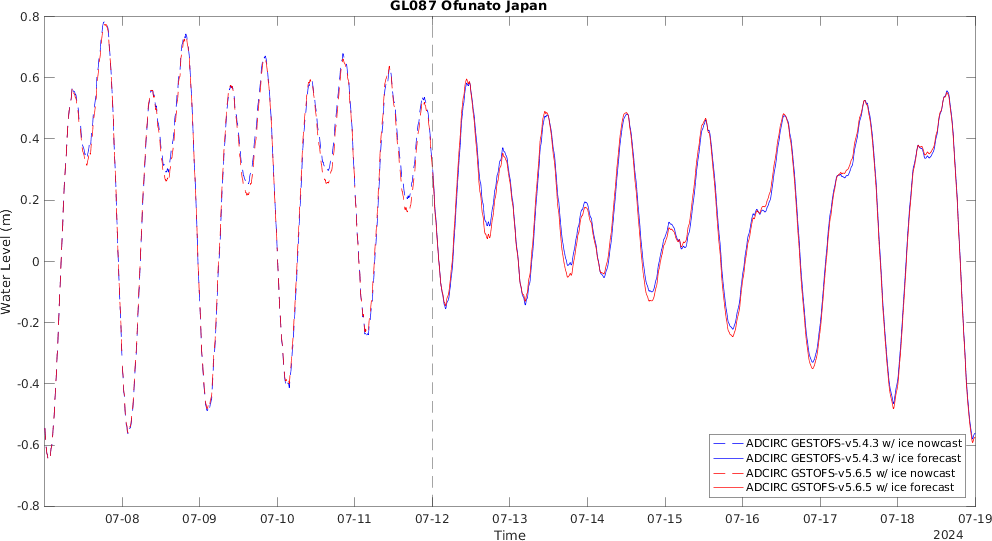 GL087 Ofunato Japan
0.8
0.6
0.4
0.2
0
-0.2
-0.4
-0.6
-0.8
Water Level (m)
ADCIRC GESTOFS-v5.4.3 w/ ice nowcast
ADCIRC GESTOFS-v5.4.3 w/ ice forecast
ADCIRC GSTOFS-v5.6.5 w/ ice nowcast
ADCIRC GSTOFS-v5.6.5 w/ ice forecast
07-08 07-09 07-10 07-11 07-12 07-13 07-14 07-15 07-16 07-17 07-18 07-19
Time
2024